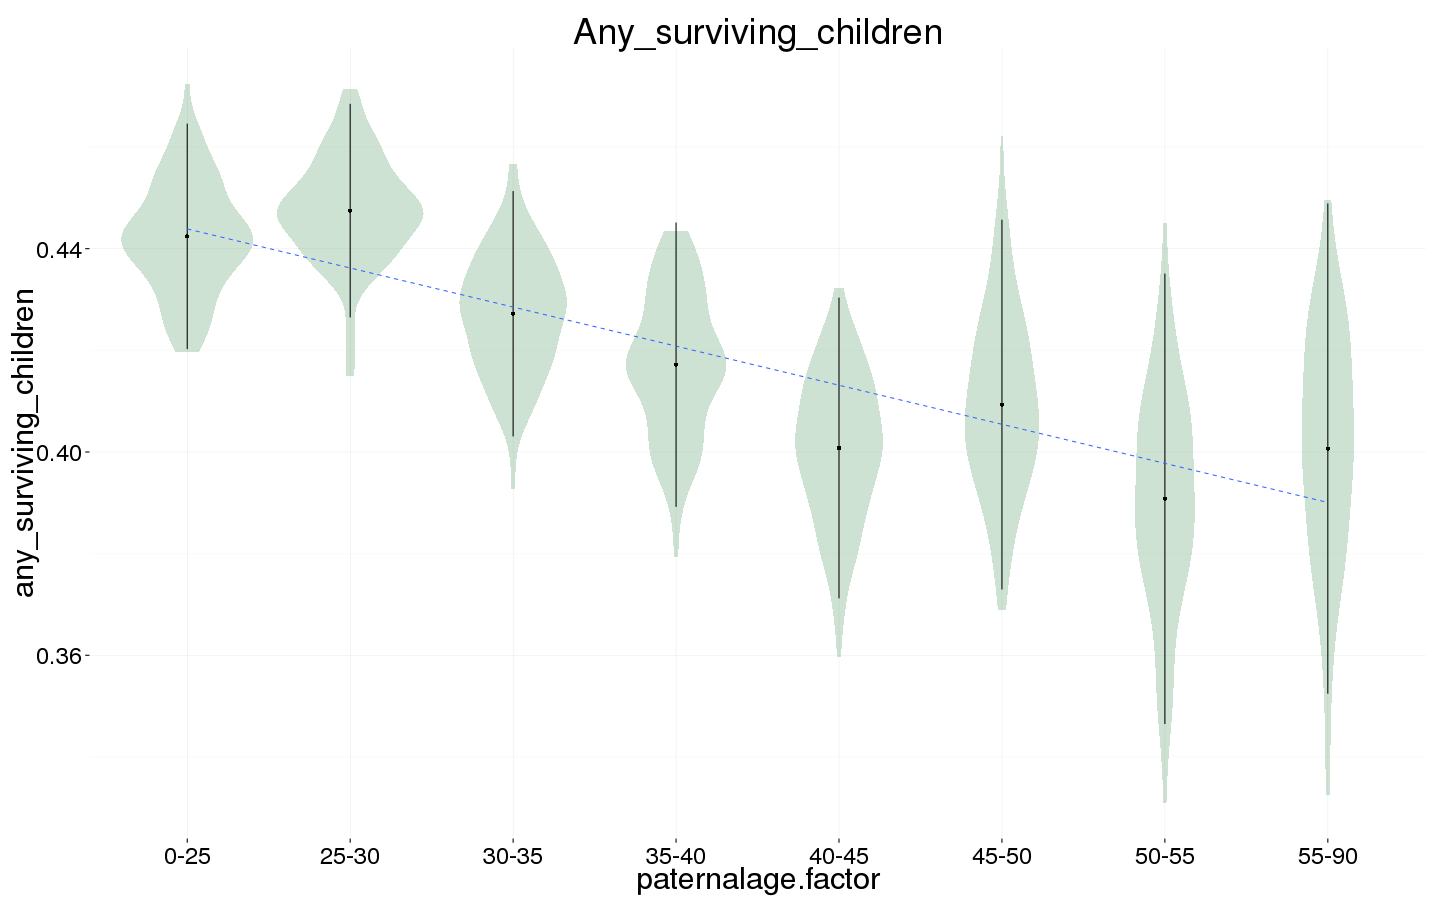 Any_surviving_children
any_surviving_children
0.44
0.40
0.36
0-25 25-30 30-35 35-40 40-45 45-50 50-55 55-90
paternalage.factor